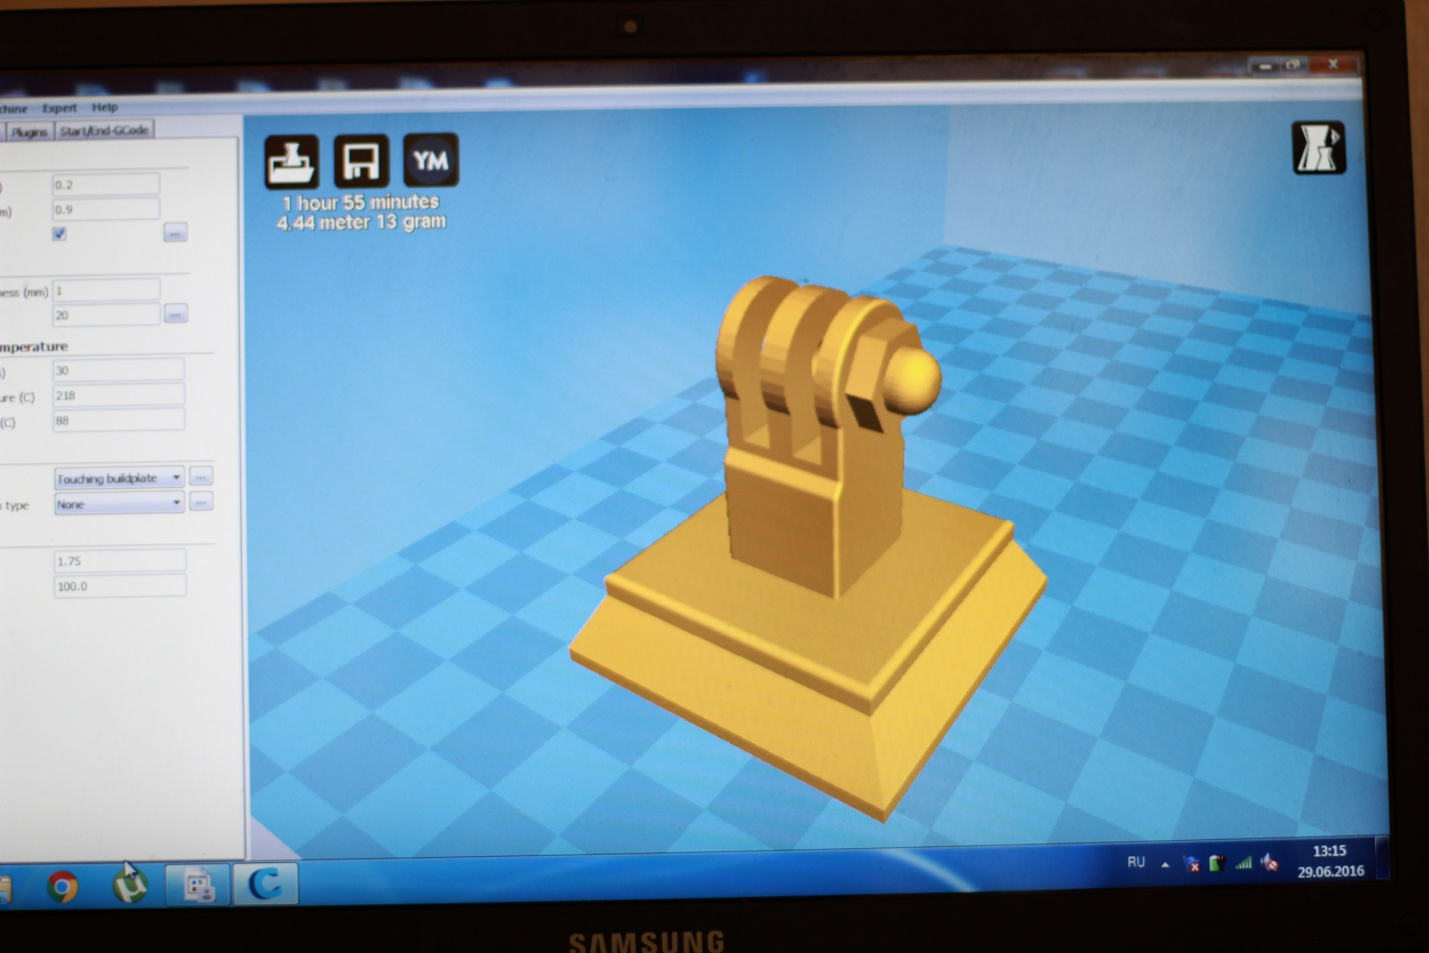 chine Expert Help
Plugins Start/End-GCode
) 0.2
m) 0.9
...
ness (mm) 1
20 ...
mperature
) 30
ure (C) 218
(C) 88
Touching buildplate ...
n type None ...
1.75
100.0
YM
1 hour 55 minutes
4.44 meter 13 gram
RU
13:15
29.06.2016
SAMSUNG